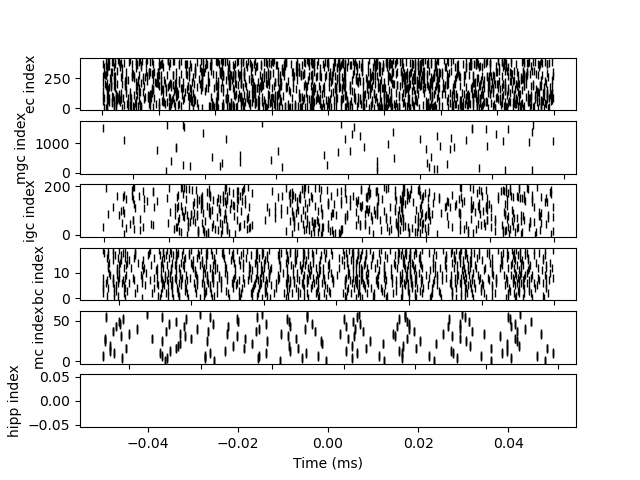 250
0
ec index
1000
0
mgc index
200
0
igc index
10
0
bc index
50
0
mc index
0.05
0.00
−0.05
hipp index
−0.04 −0.02 0.00 0.02 0.04
Time (ms)